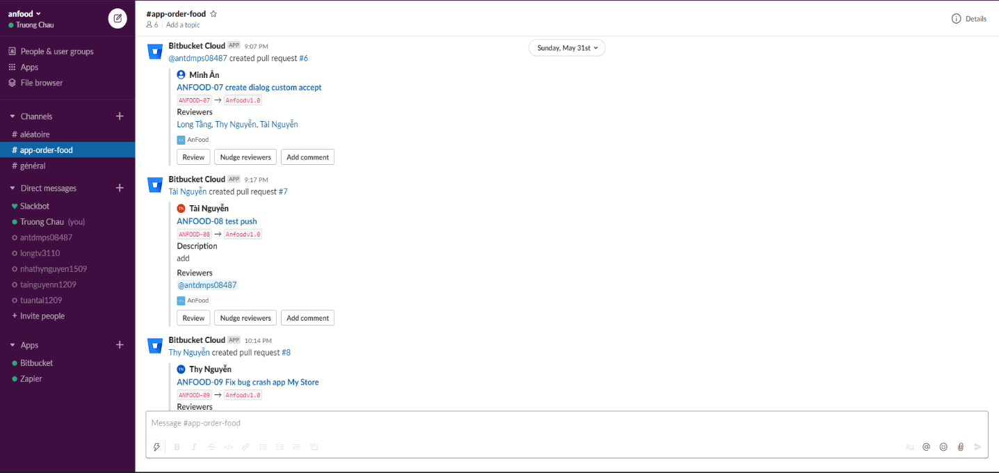 anfood
Truong Chau
People & user groups
Apps
File browser
Channels
# aléatoire
# app-order-food
# général
Direct messages
Slackbot
Truong Chau (you)
antdmps08487
longtv3110
nhathynguyen1509
tainguyenn1209
tuantai1209
+ Invite people
Apps
Bitbucket
Zapier
#app-order-food
6 | Add a topic
Details
Sunday, May 31st
Bitbucket Cloud APP 9:07 PM
@antdmps08487 created pull request #6
Minh Ân
ANFOOD-07 create dialog custom accept
ANFOOD-07 → Anfoodv1.0
Reviewers
Long Tằng, Thy Nguyễn, Tài Nguyễn
AnFood
Review Nudge reviewers Add comment
Bitbucket Cloud APP 9:17 PM
Tài Nguyễn created pull request #7
TN Tài Nguyễn
ANFOOD-08 test push
ANFOOD-08 → Anfoodv1.0
Description
add
Reviewers
@antdmps08487
AnFood
Review Nudge reviewers Add comment
Bitbucket Cloud APP 10:14 PM
Thy Nguyễn created pull request #8
TN Thy Nguyễn
ANFOOD-09 Fix bug crash app My Store
ANFOOD-09 → Anfoodv1.0
Reviewers
Message #app-order-food
B I S </> Aa @